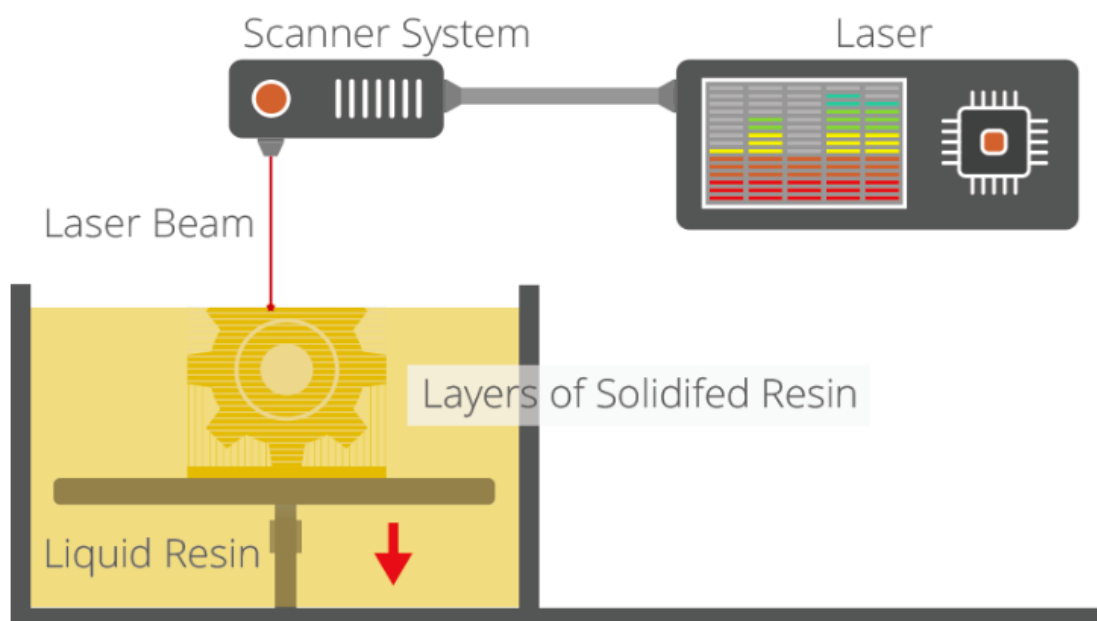 Scanner System
Laser
Laser Beam
Layers of Solidifed Resin
Liquid Resin